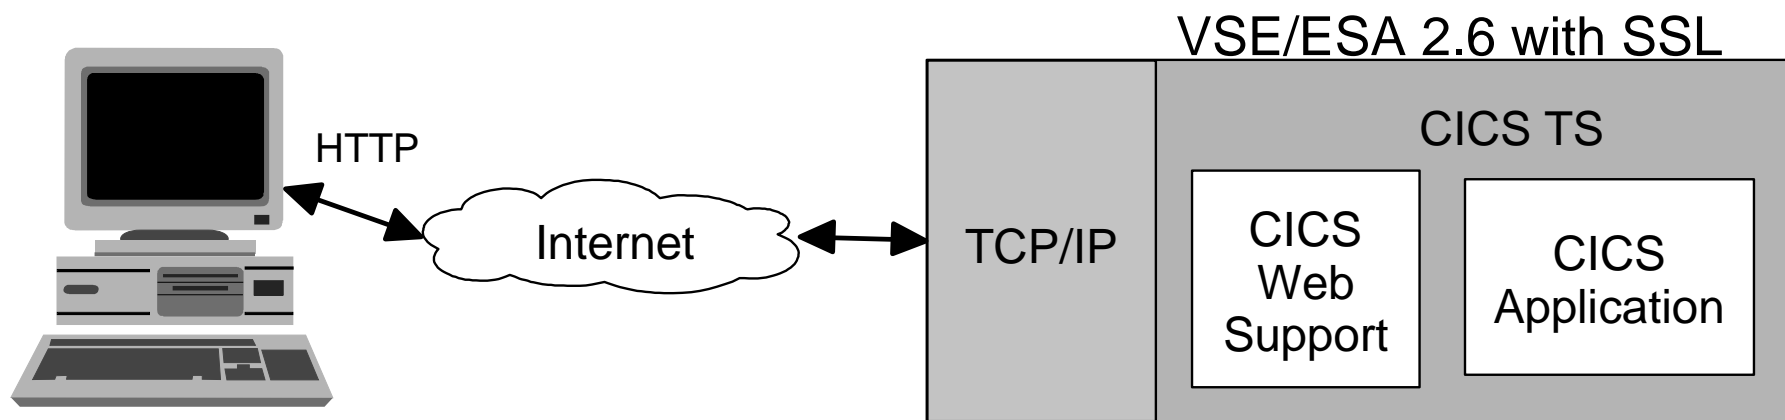 VSE/ESA 2.6 with SSL
HTTP
Internet
TCP/IP
CICS TS
CICS
Web
Support
CICS
Application